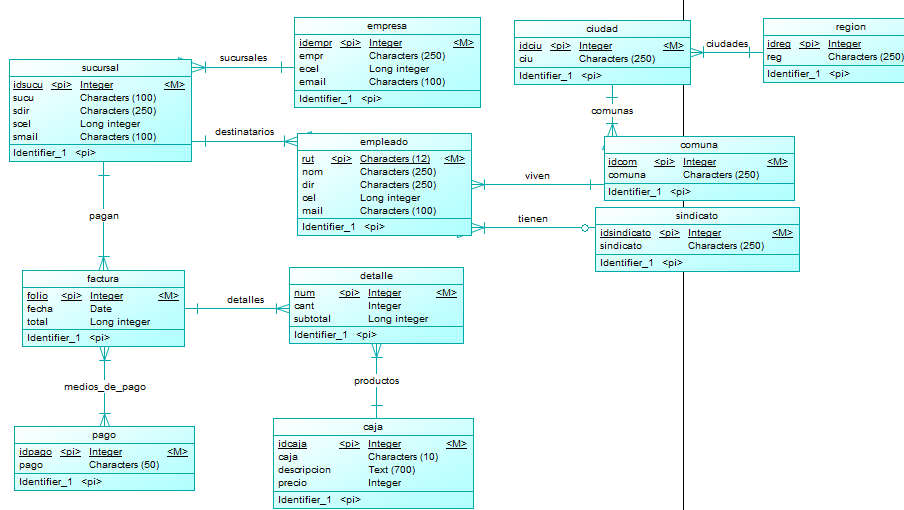 empresa
idempr <pi> Integer <M>
empr Characters (250)
ecel Long integer
email Characters (100)
Identifier_1 <pi>
ciudad
idciu <pi> Integer <M>
ciu Characters (250)
Identifier_1 <pi>
ciudades
region
idreg <pi> Integer
reg Characters (250)
Identifier_1 <pi>
sucursales
sucursal
idsucu <pi> Integer <M>
sucu Characters (100)
sdir Characters (250)
scel Long integer
smail Characters (100)
Identifier_1 <pi>
comunas
destinatarios
empleado
rut <pi> Characters (12) <M>
nom Characters (250)
dir Characters (250)
cel Long integer
mail Characters (100)
Identifier_1 <pi>
comuna
idcom <pi> Integer <M>
comuna Characters (250)
Identifier_1 <pi>
viven
tienen
sindicato
idsindicato <pi> Integer <M>
sindicato Characters (250)
Identifier_1 <pi>
pagan
factura
folio <pi> Integer <M>
fecha Date
total Long integer
Identifier_1 <pi>
detalles
detalle
num <pi> Integer <M>
cant Integer
subtotal Long integer
Identifier_1 <pi>
medios_de_pago
productos
pago
idpago <pi> Integer <M>
pago Characters (50)
Identifier_1 <pi>
caja
idcaja <pi> Integer <M>
caja Characters (10)
descripcion Text (700)
precio Integer
Identifier_1 <pi>